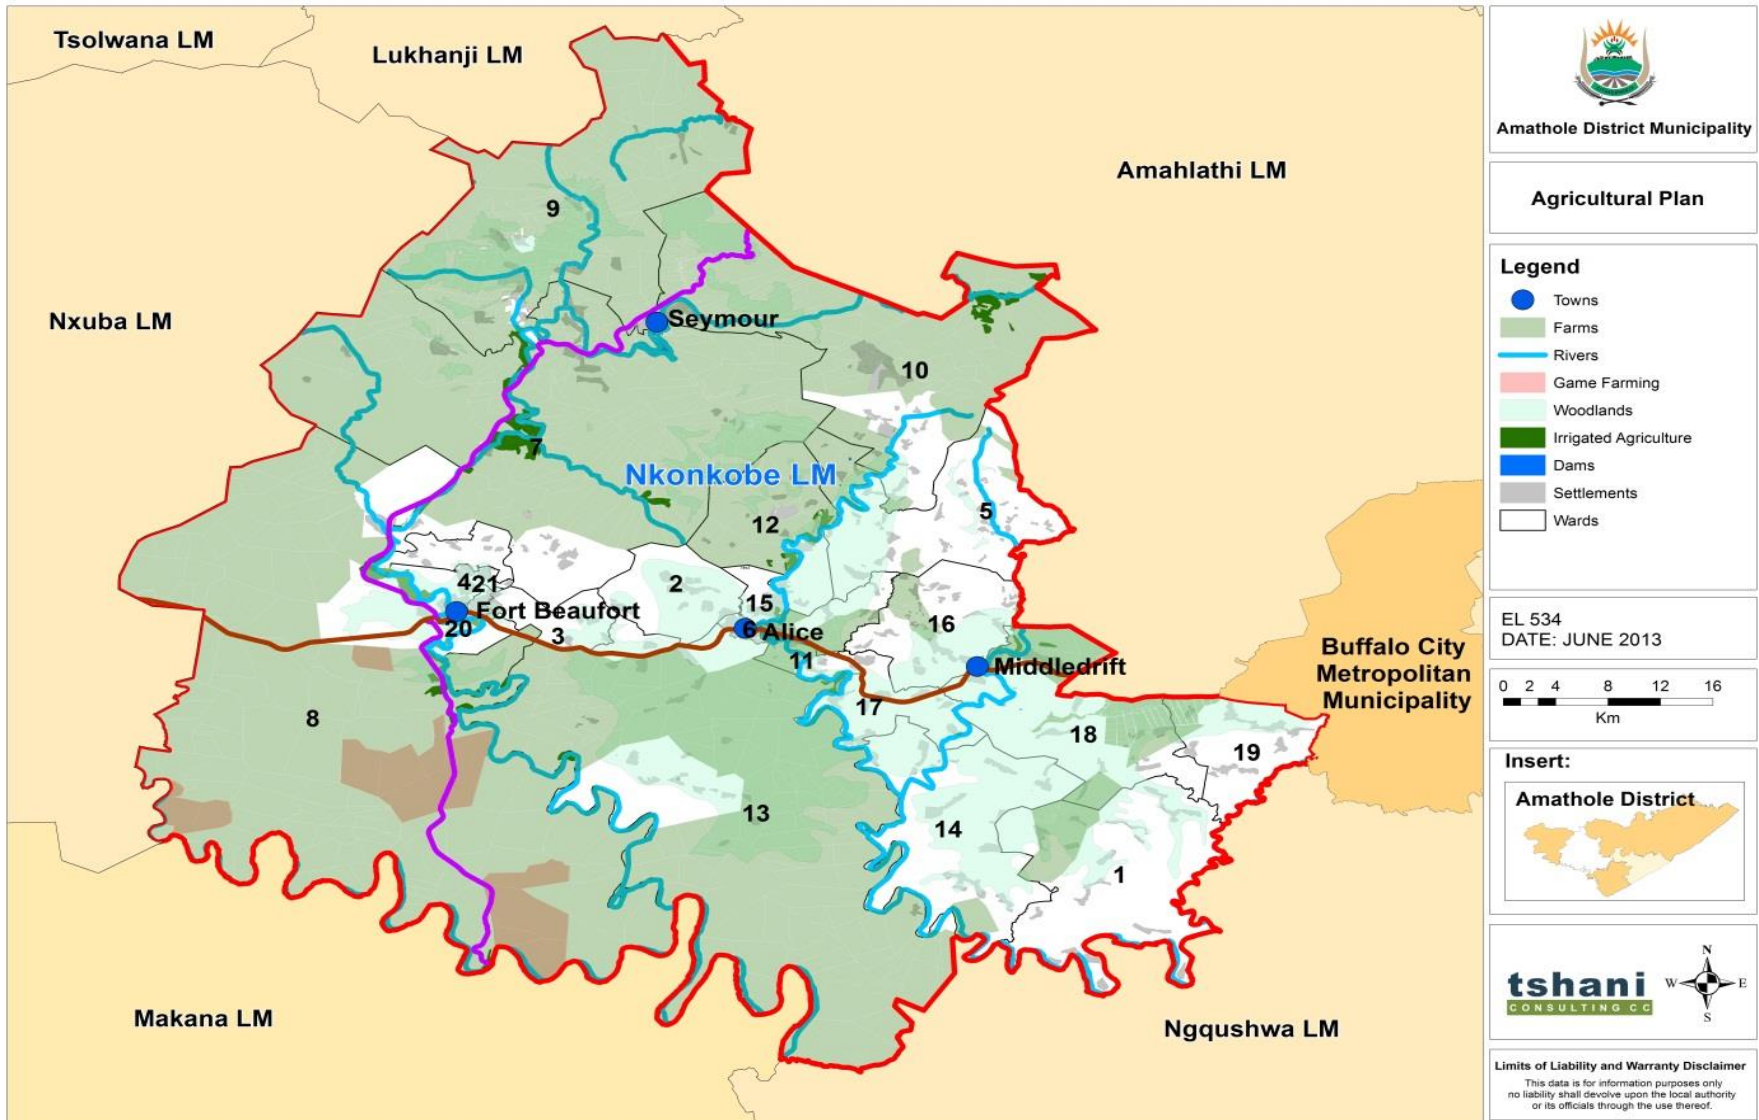 Tsolwana LM
Lukhanji LM
Amahlathi LM
Nxuba LM
9
Seymour
10
7
Nkonkobe LM
12
5
4
21
2
15
Fort Beaufort
20
3
6
Alice
16
11
Middledrift
17
8
18
19
13
14
1
Buffalo City
Metropolitan
Municipality
Makana LM
Ngqushwa LM
Amathole District Municipality
Agricultural Plan
Legend
Towns
Farms
Rivers
Game Farming
Woodlands
Irrigated Agriculture
Dams
Settlements
Wards
EL 534
DATE: JUNE 2013
0 2 4 8 12 16
Km
Insert:
Amathole District
tshani
CONSULTING CC
N
W E
S
Limits of Liability and Warranty Disclaimer
This data is for information purposes only
no liability shall devolve upon the local authority
or its officials through the use thereof.